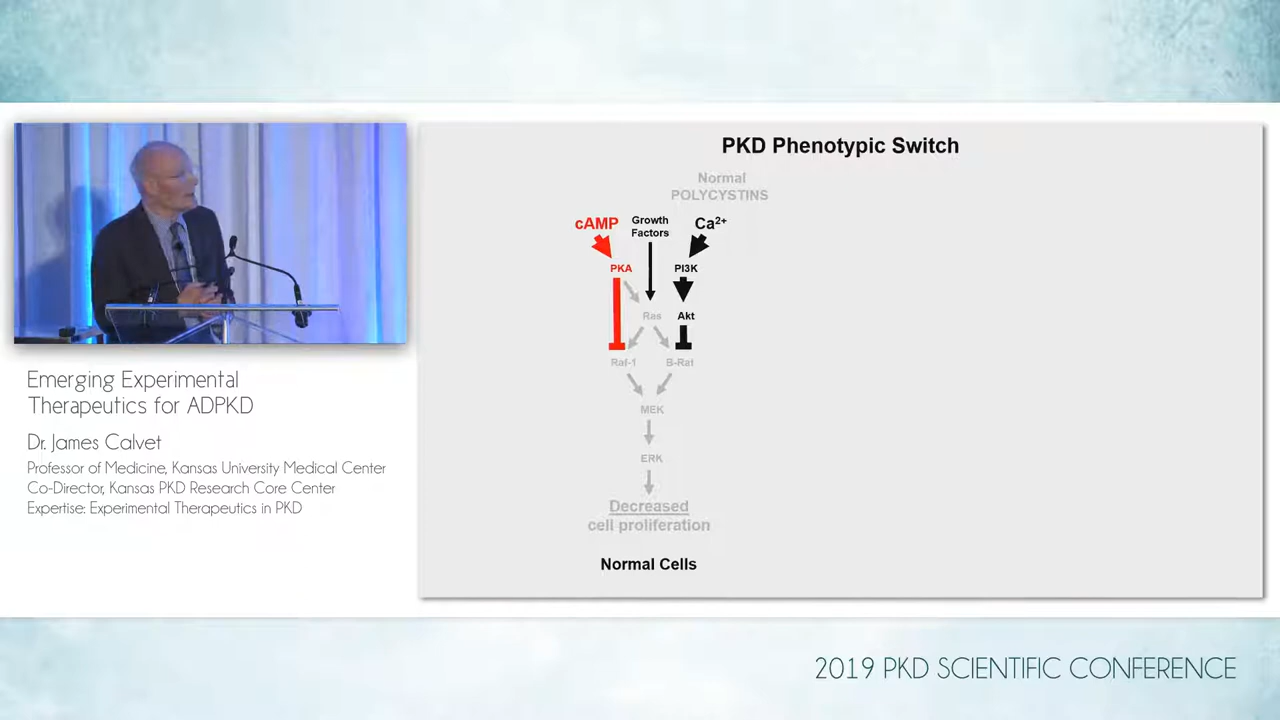 PKD Phenotypic Switch
Normal
POLYCYSTINS
cAMP
Growth
Factors
Ca²⁺
PKA
PI3K
Ras
Akt
Raf-1
B-Raf
MEK
ERK
Decreased
cell proliferation
Normal Cells
Emerging Experimental
Therapeutics for ADPKD
Dr. James Calvet
Professor of Medicine, Kansas University Medical Center
Co-Director, Kansas PKD Research Core Center
Expertise: Experimental Therapeutics in PKD
2019 PKD SCIENTIFIC CONFERENCE